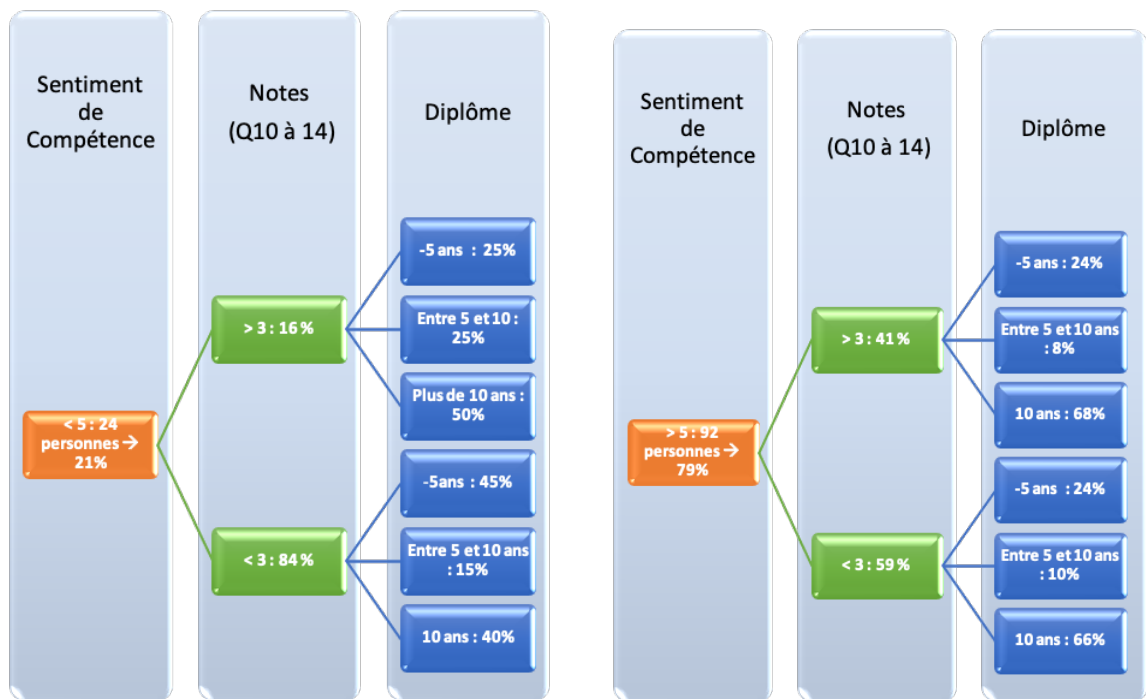 Sentiment
de
Compétence
Notes
(Q10 à 14)
Diplôme
-5 ans : 25%
Entre 5 et 10 :
25%
> 3 : 16 %
Plus de 10 ans :
50%
< 5 : 24
personnes →
21%
-5ans : 45%
< 3 : 84 %
Entre 5 et 10 ans
: 15%
10 ans : 40%
Sentiment
de
Compétence
Notes
(Q10 à 14)
Diplôme
-5 ans : 24%
> 3 : 41 %
Entre 5 et 10 ans
: 8%
10 ans : 68%
> 5 : 92
personnes →
79%
-5 ans : 24%
< 3 : 59 %
Entre 5 et 10 ans
: 10%
10 ans : 66%